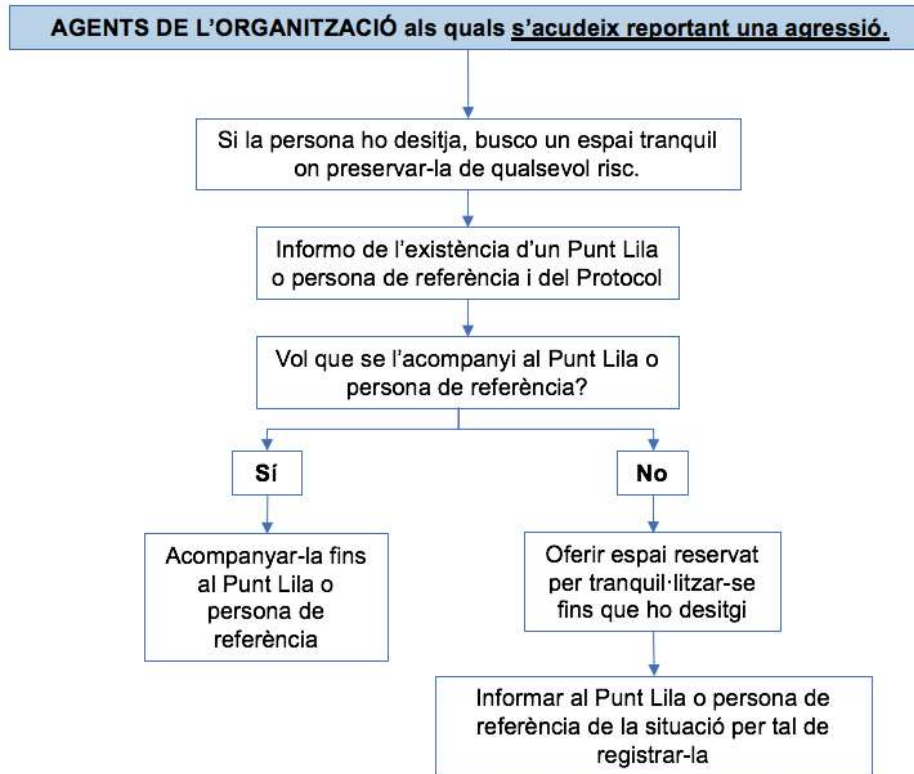 AGENTS DE L'ORGANITZACIÓ als quals s'acudeix reportant una agressió.
Si la persona ho desitja, busco un espai tranquil
on preservar-la de qualsevol risc.
Informo de l'existència d'un Punt Lila
o persona de referència i del Protocol
Vol que se l'acompanyi al Punt Lila o
persona de referència?
Sí
No
Acompanyar-la fins
al Punt Lila o
persona de
referència
Oferir espai reservat
per tranquil·litzar-se
fins que ho desitgi
Informar al Punt Lila o persona de
referència de la situació per tal de
registrar-la